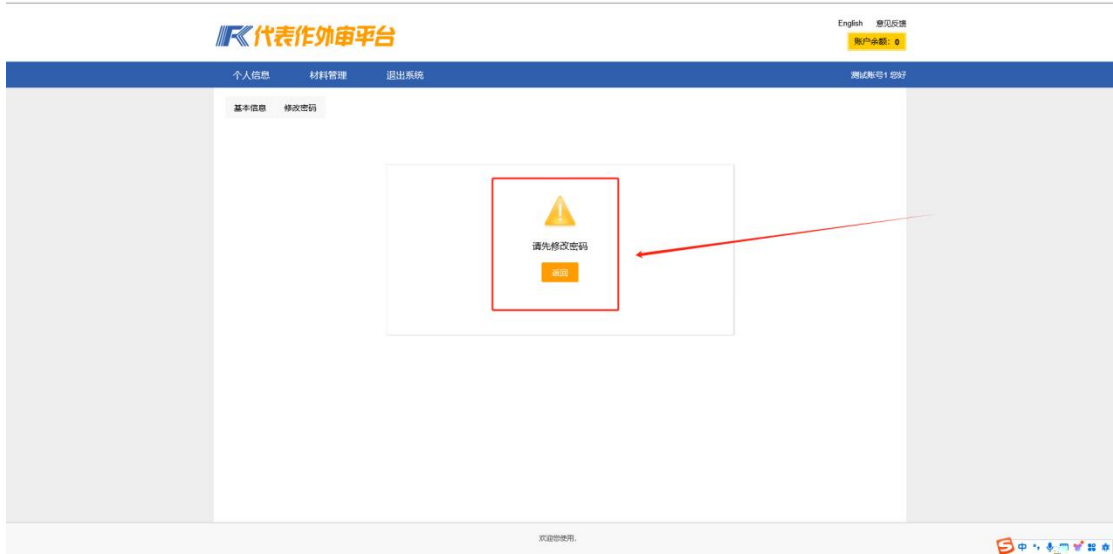 代表作外审平台
English 意见反馈
账户余额：0
个人信息 材料管理 退出系统 测试账号1 您好
基本信息 修改密码
请先修改密码
返回
欢迎您使用。
中